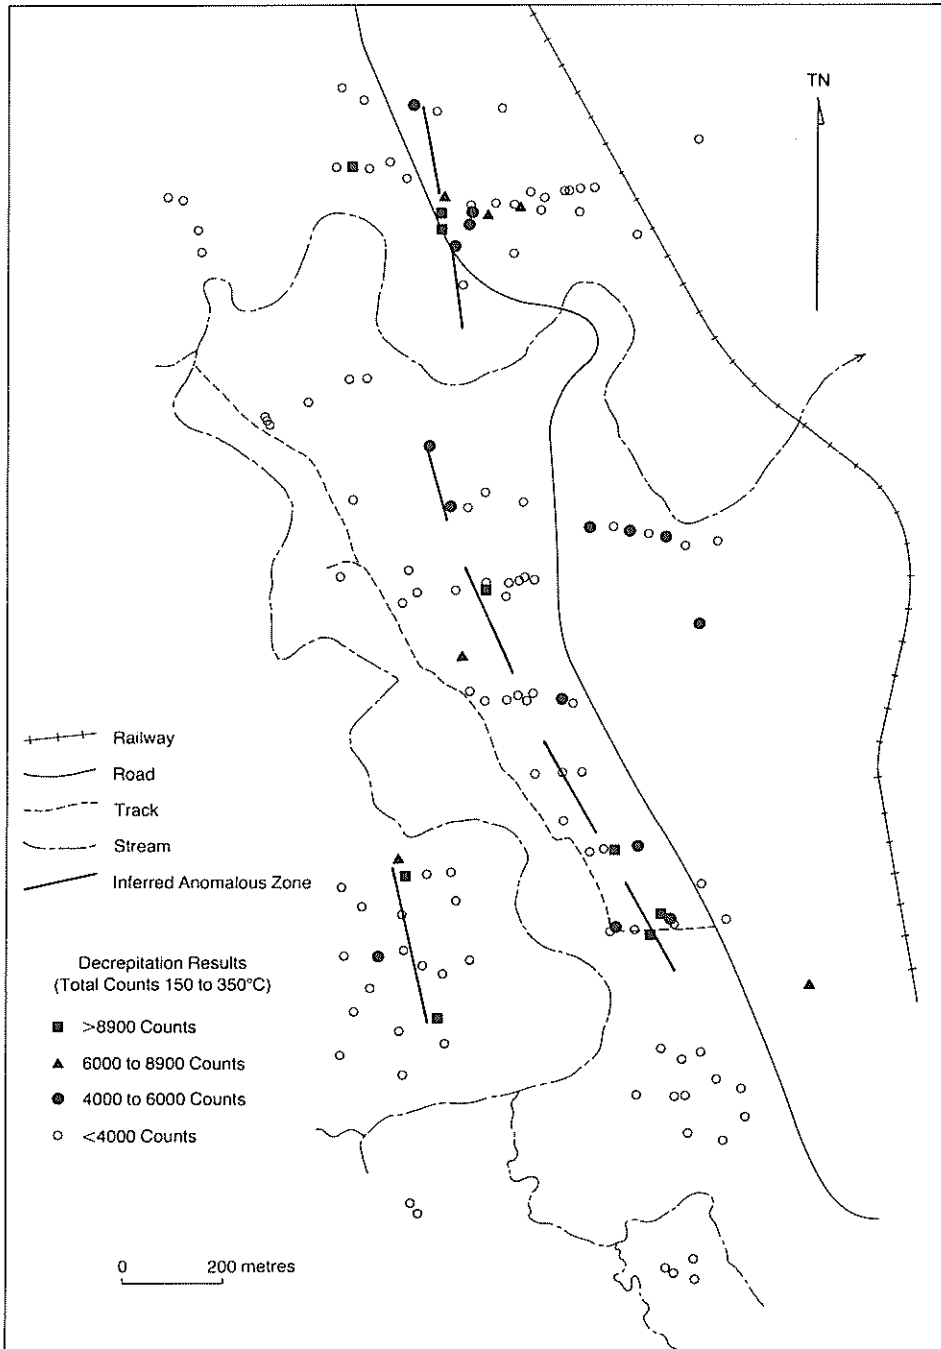 TN
Railway
Road
Track
Stream
Inferred Anomalous Zone
Decrepitation Results
(Total Counts 150 to 350°C)
>8900 Counts
6000 to 8900 Counts
4000 to 6000 Counts
<4000 Counts
0 200 metres